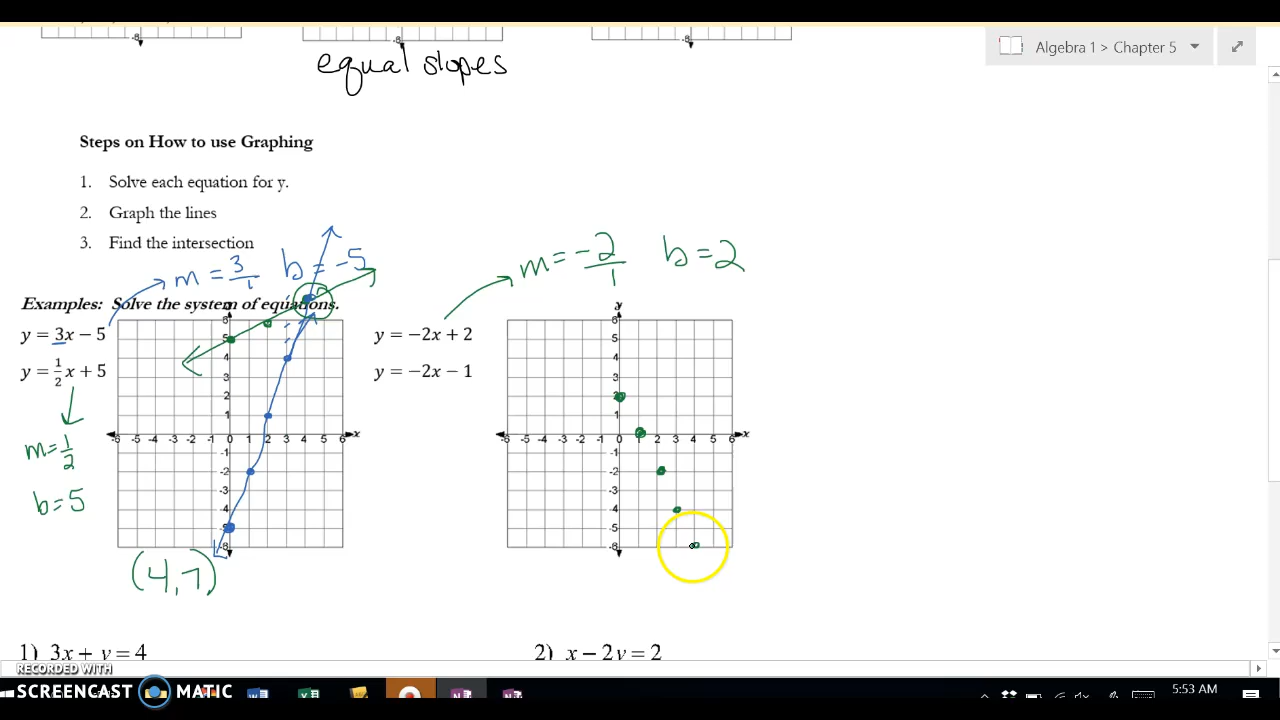 equal slopes
Algebra 1 > Chapter 5
Steps on How to use Graphing
1. Solve each equation for y.
2. Graph the lines
3. Find the intersection
m = 3/1 b = -5
m = -2/1 b = 2
Examples: Solve the system of equations.
y = 3x − 5
y = 1/2 x + 5
m = 1/2
b = 5
(4, 7)
y = −2x + 2
y = −2x − 1
1) 3x + y = 4
2) x − 2y = 2
RECORDED WITH
SCREENCAST MATIC
5:53 AM